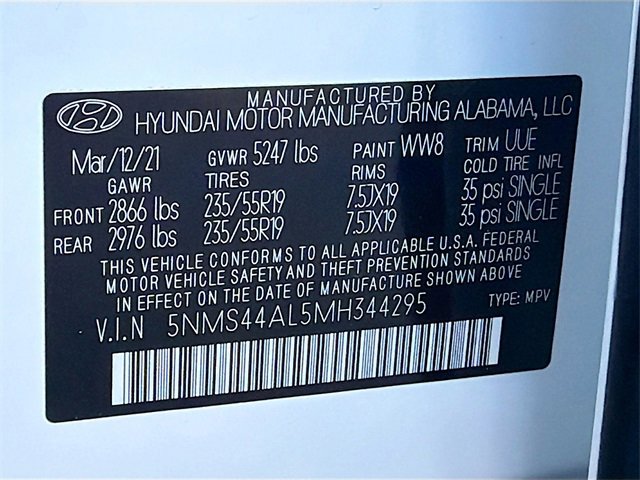 MANUFACTURED BY
HYUNDAI MOTOR MANUFACTURING ALABAMA, LLC
Mar/12/21 GVWR 5247 lbs PAINT WW8 TRIM UUE
GAWR TIRES RIMS COLD TIRE INFL
FRONT 2866 lbs 235/55R19 7.5JX19 35 psi SINGLE
REAR 2976 lbs 235/55R19 7.5JX19 35 psi SINGLE
THIS VEHICLE CONFORMS TO ALL APPLICABLE U.S.A. FEDERAL
MOTOR VEHICLE SAFETY AND THEFT PREVENTION STANDARDS
IN EFFECT ON THE DATE OF MANUFACTURE SHOWN ABOVE
V.I.N 5NMS44AL5MH344295 TYPE: MPV